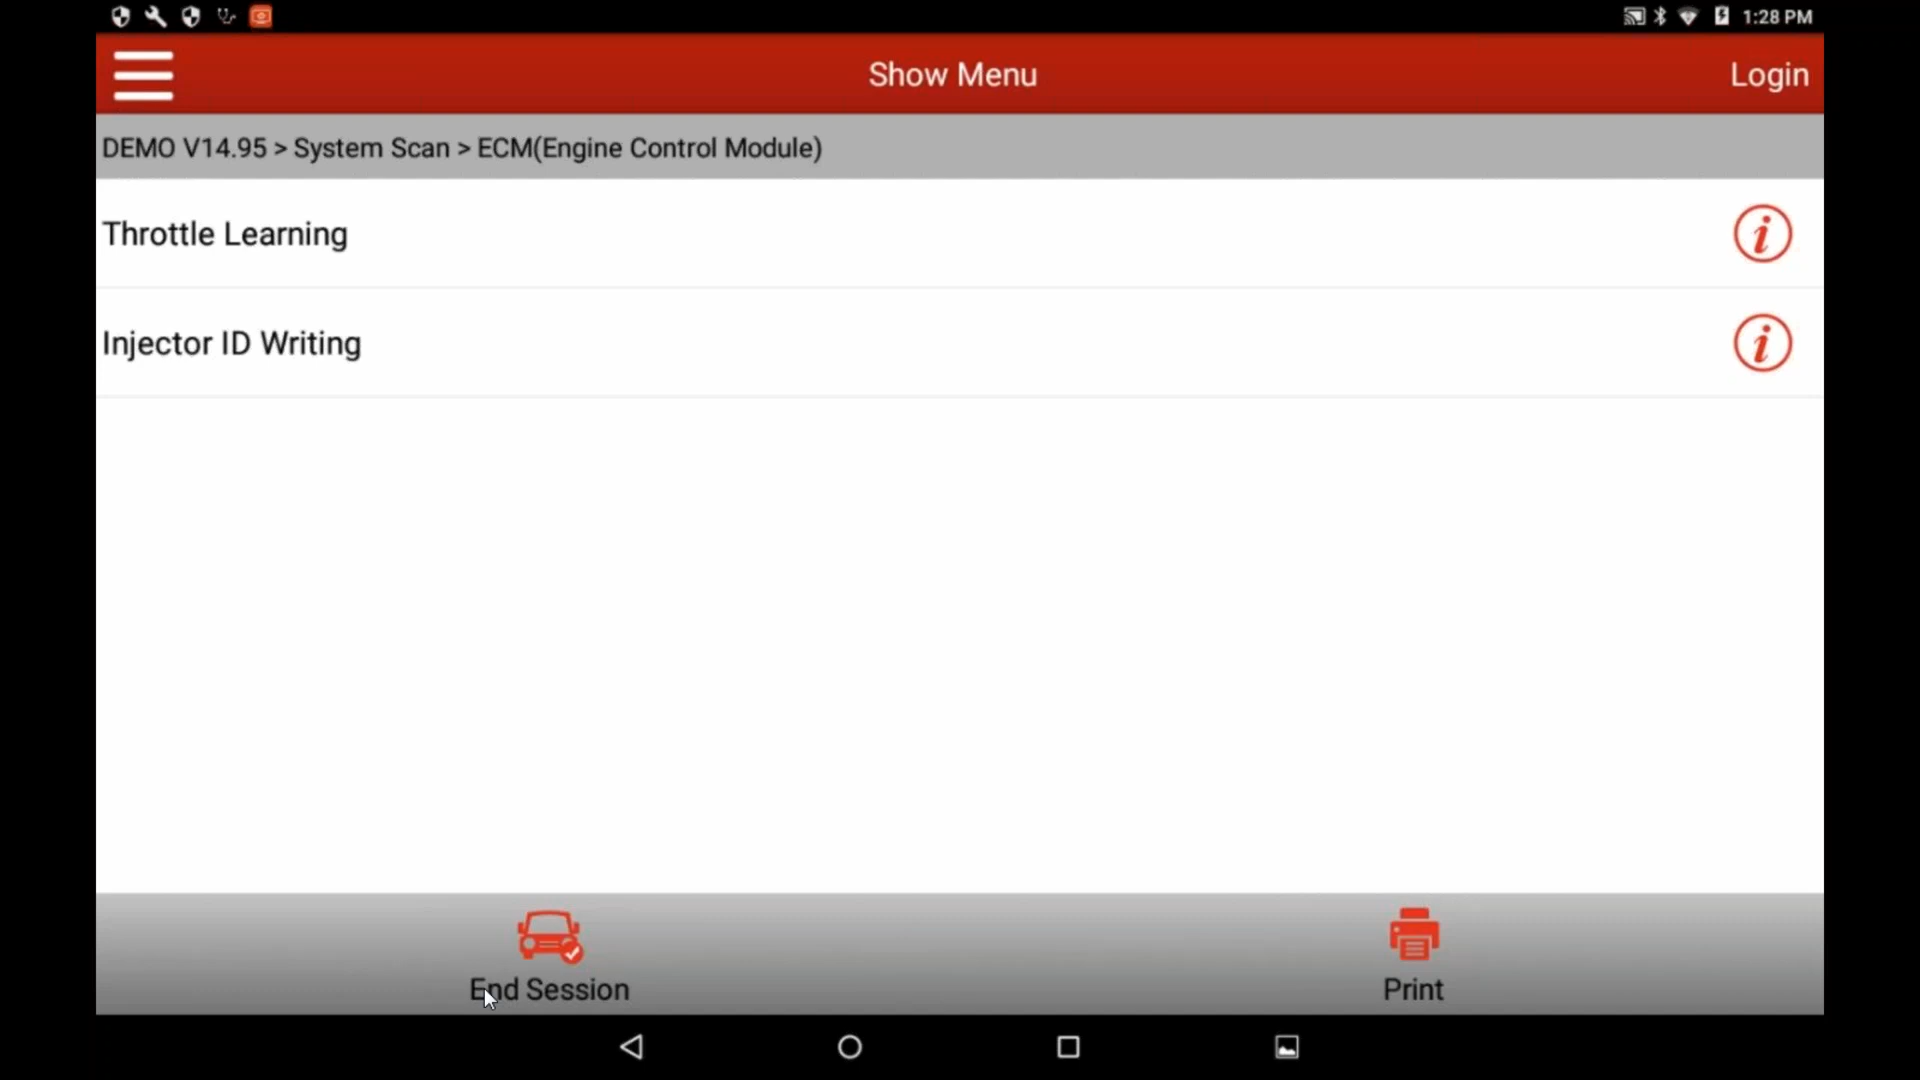 1:28 PM
Show Menu
Login
DEMO V14.95 > System Scan > ECM(Engine Control Module)
Throttle Learning
i
Injector ID Writing
i
End Session
Print